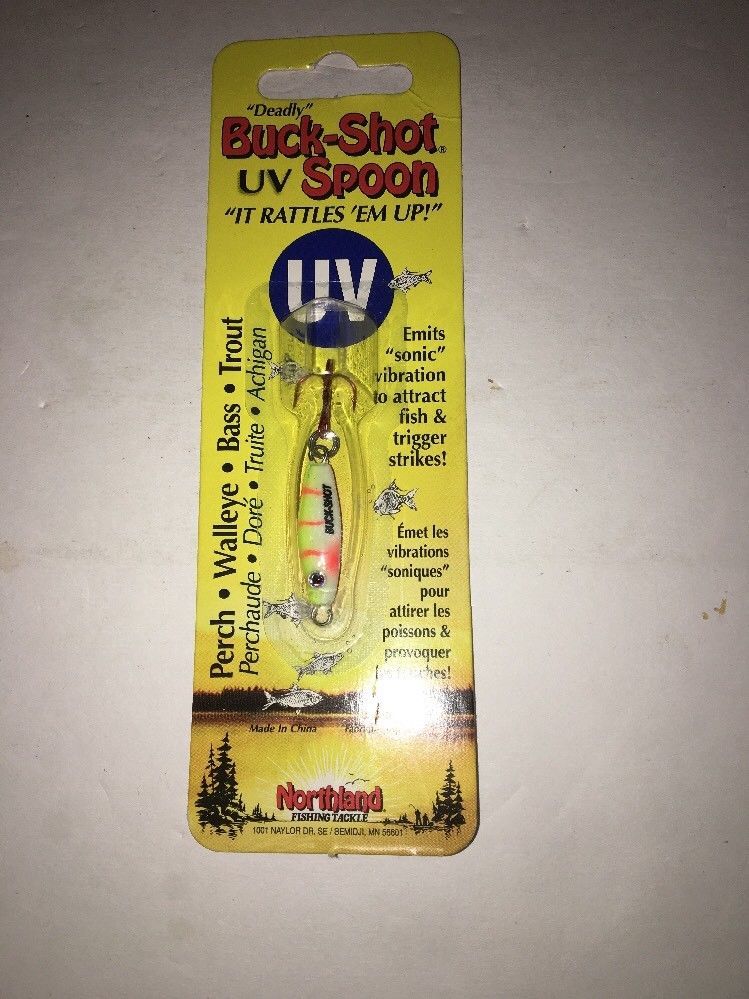 "Deadly"
Buck-Shot®
UV Spoon
"IT RATTLES 'EM UP!"
UV
Perch • Walleye • Bass • Trout
Perchaude • Doré • Truite • Achigan
Emits
"sonic"
vibration
to attract
fish &
trigger
strikes!
BUCK-SHOT
Émet les
vibrations
"soniques"
pour
attirer les
poissons &
provoquer
Made In China
Northland®
FISHING TACKLE
1001 NAYLOR DR. SE / BEMIDJI, MN 56601